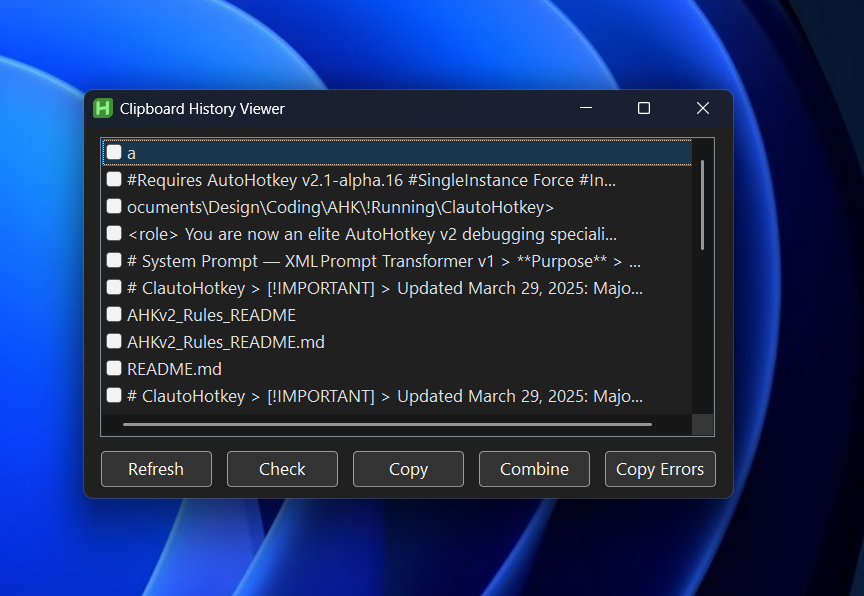 Clipboard History Viewer
a
#Requires AutoHotkey v2.1-alpha.16 #SingleInstance Force #In...
ocuments\Design\Coding\AHK\!Running\ClautoHotkey>
<role> You are now an elite AutoHotkey v2 debugging speciali...
# System Prompt — XML Prompt Transformer v1 > **Purpose** > ...
# ClautoHotkey > [!IMPORTANT] > Updated March 29, 2025: Majo...
AHKv2_Rules_README
AHKv2_Rules_README.md
README.md
# ClautoHotkey > [!IMPORTANT] > Updated March 29, 2025: Majo...
Refresh Check Copy Combine Copy Errors